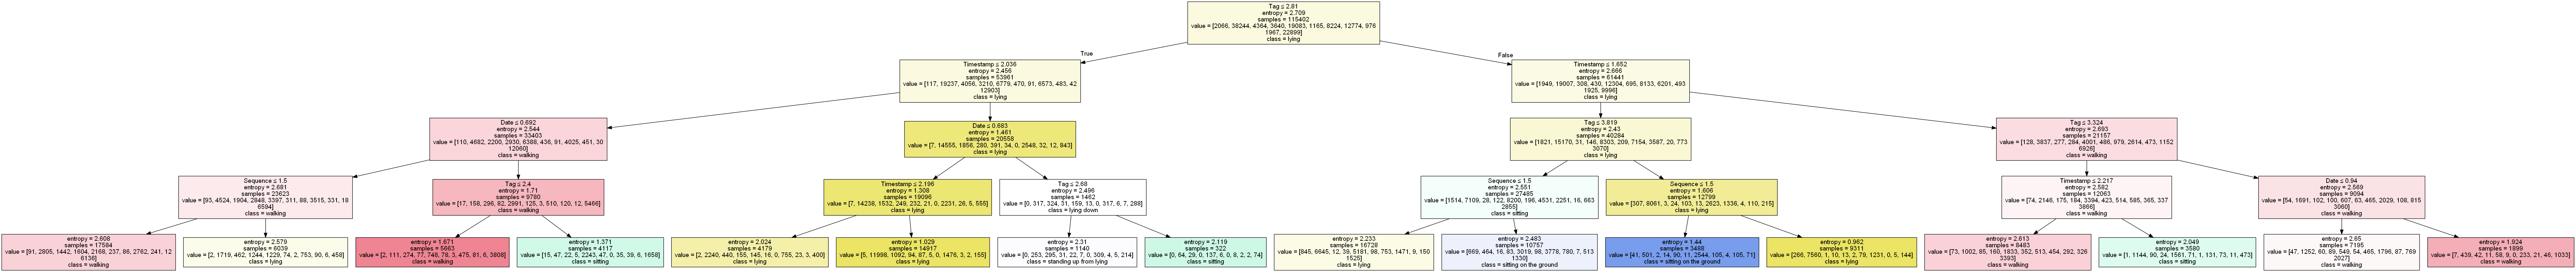 Tag ≤ 2.81
entropy = 2.709
samples = 115402
value = [2066, 38244, 4364, 3640, 19083, 1165, 8224, 12774, 976
1967, 22899]
class = lying
True
False
Timestamp ≤ 2.036
entropy = 2.456
samples = 53961
value = [117, 19237, 4056, 3210, 6779, 470, 91, 6573, 483, 42
12903]
class = lying
Timestamp ≤ 1.652
entropy = 2.666
samples = 61441
value = [1949, 19007, 308, 430, 12304, 695, 8133, 6201, 493
1925, 9996]
class = lying
Date ≤ 0.692
entropy = 2.544
samples = 33403
value = [110, 4682, 2200, 2930, 6388, 436, 91, 4025, 451, 30
12060]
class = walking
Date ≤ 0.683
entropy = 1.461
samples = 20558
value = [7, 14555, 1856, 280, 391, 34, 0, 2548, 32, 12, 843]
class = lying
Tag ≤ 3.819
entropy = 2.43
samples = 40284
value = [1821, 15170, 31, 146, 8303, 209, 7154, 3587, 20, 773
3070]
class = lying
Tag ≤ 3.324
entropy = 2.693
samples = 21157
value = [128, 3837, 277, 284, 4001, 486, 979, 2614, 473, 1152
6926]
class = walking
Sequence ≤ 1.5
entropy = 2.681
samples = 23623
value = [93, 4524, 1904, 2848, 3397, 311, 88, 3515, 331, 18
6594]
class = walking
Tag ≤ 2.4
entropy = 1.71
samples = 9780
value = [17, 158, 296, 82, 2991, 125, 3, 510, 120, 12, 5466]
class = walking
Timestamp ≤ 2.196
entropy = 1.308
samples = 19096
value = [7, 14238, 1532, 249, 232, 21, 0, 2231, 26, 5, 555]
class = lying
Tag ≤ 2.68
entropy = 2.496
samples = 1462
value = [0, 317, 324, 31, 159, 13, 0, 317, 6, 7, 288]
class = lying down
Sequence ≤ 1.5
entropy = 2.551
samples = 27485
value = [1514, 7109, 28, 122, 8200, 196, 4531, 2251, 16, 663
2855]
class = sitting
Sequence ≤ 1.5
entropy = 1.606
samples = 12799
value = [307, 8061, 3, 24, 103, 13, 2623, 1336, 4, 110, 215]
class = lying
Timestamp ≤ 2.217
entropy = 2.582
samples = 12063
value = [74, 2146, 175, 184, 3394, 423, 514, 585, 365, 337
3866]
class = walking
Date ≤ 0.94
entropy = 2.569
samples = 9094
value = [54, 1691, 102, 100, 607, 63, 465, 2029, 108, 815
3060]
class = walking
entropy = 2.608
samples = 17584
value = [91, 2805, 1442, 1604, 2168, 237, 86, 2762, 241, 12
6136]
class = walking
entropy = 2.579
samples = 6039
value = [2, 1719, 462, 1244, 1229, 74, 2, 753, 90, 6, 458]
class = lying
entropy = 1.671
samples = 5663
value = [2, 111, 274, 77, 748, 78, 3, 475, 81, 6, 3808]
class = walking
entropy = 1.371
samples = 4117
value = [15, 47, 22, 5, 2243, 47, 0, 35, 39, 6, 1658]
class = sitting
entropy = 2.024
samples = 4179
value = [2, 2240, 440, 155, 145, 16, 0, 755, 23, 3, 400]
class = lying
entropy = 1.029
samples = 14917
value = [5, 11998, 1092, 94, 87, 5, 0, 1476, 3, 2, 155]
class = lying
entropy = 2.31
samples = 1140
value = [0, 253, 295, 31, 22, 7, 0, 309, 4, 5, 214]
class = standing up from lying
entropy = 2.119
samples = 322
value = [0, 64, 29, 0, 137, 6, 0, 8, 2, 2, 74]
class = sitting
entropy = 2.233
samples = 16728
value = [845, 6645, 12, 39, 5181, 98, 753, 1471, 9, 150
1525]
class = lying
entropy = 2.483
samples = 10757
value = [669, 464, 16, 83, 3019, 98, 3778, 780, 7, 513
1330]
class = sitting on the ground
entropy = 1.44
samples = 3488
value = [41, 501, 2, 14, 90, 11, 2544, 105, 4, 105, 71]
class = sitting on the ground
entropy = 0.962
samples = 9311
value = [266, 7560, 1, 10, 13, 2, 79, 1231, 0, 5, 144]
class = lying
entropy = 2.613
samples = 8483
value = [73, 1002, 85, 160, 1833, 352, 513, 454, 292, 326
3393]
class = walking
entropy = 2.049
samples = 3580
value = [1, 1144, 90, 24, 1561, 71, 1, 131, 73, 11, 473]
class = sitting
entropy = 2.65
samples = 7195
value = [47, 1252, 60, 89, 549, 54, 465, 1796, 87, 769
2027]
class = walking
entropy = 1.924
samples = 1899
value = [7, 439, 42, 11, 58, 9, 0, 233, 21, 46, 1033]
class = walking